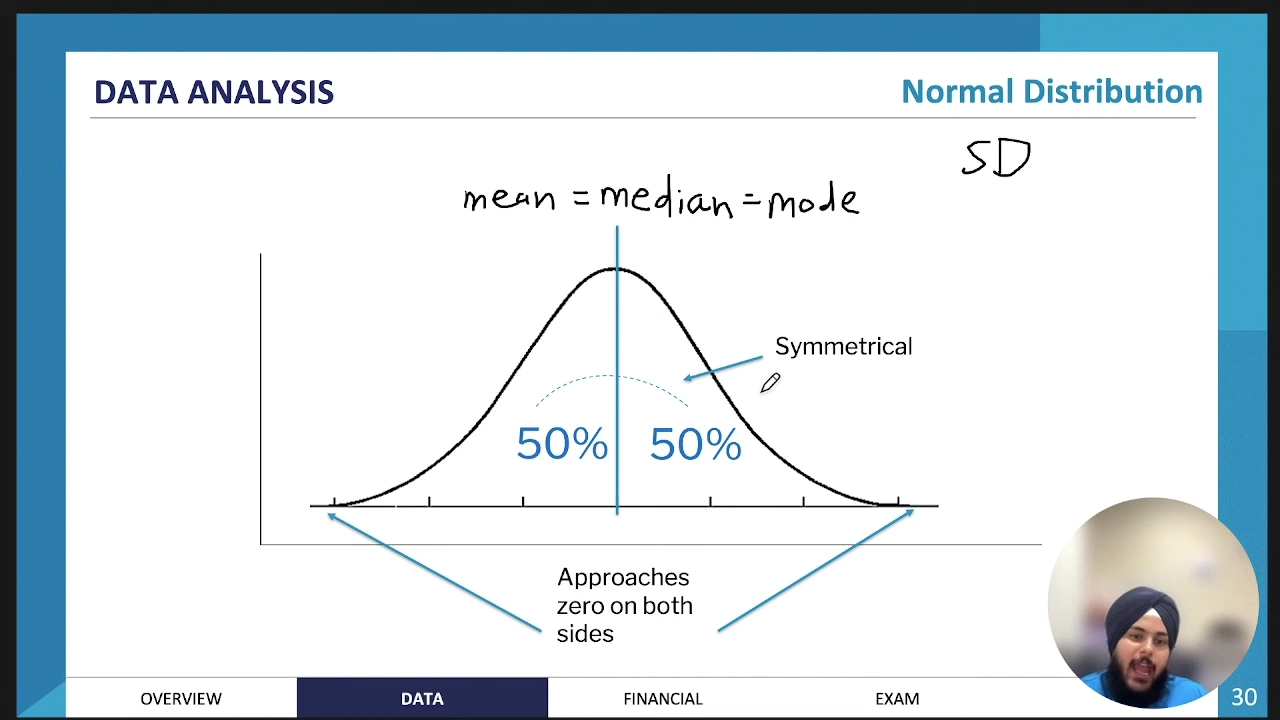 DATA ANALYSIS
Normal Distribution
SD
mean = median = mode
Symmetrical
50% 50%
Approaches
zero on both
sides
OVERVIEW DATA FINANCIAL EXAM
30